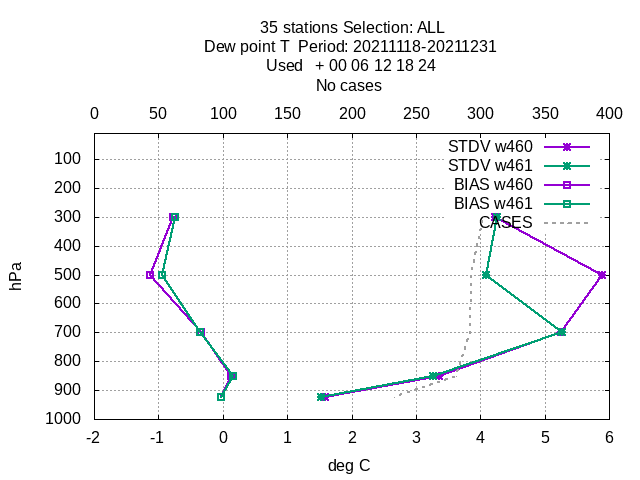 35 stations Selection: ALL
Dew point T  Period: 20211118-20211231
Used   + 00 06 12 18 24
No cases
0 50 100 150 200 250 300 350 400
STDV w460
STDV w461
BIAS w460
BIAS w461
CASES
100
200
300
400
500
600
700
800
900
1000
hPa
-2 -1 0 1 2 3 4 5 6
deg C